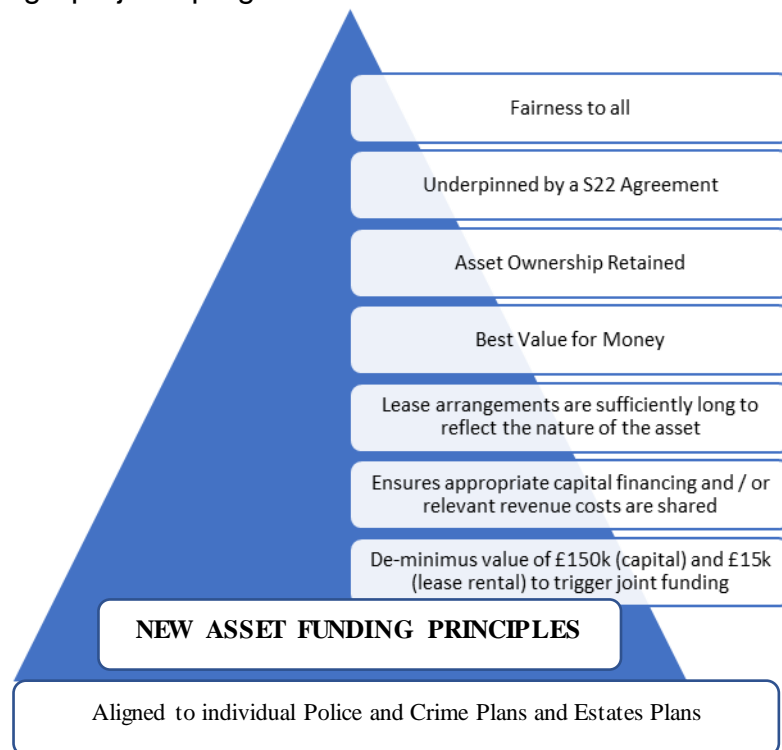 Fairness to all
Underpinned by a S22 Agreement
Asset Ownership Retained
Best Value for Money
Lease arrangements are sufficiently long to
reflect the nature of the asset
Ensures appropriate capital financing and / or
relevant revenue costs are shared
De-minimus value of £150k (capital) and £15k
(lease rental) to trigger joint funding
NEW ASSET FUNDING PRINCIPLES
Aligned to individual Police and Crime Plans and Estates Plans